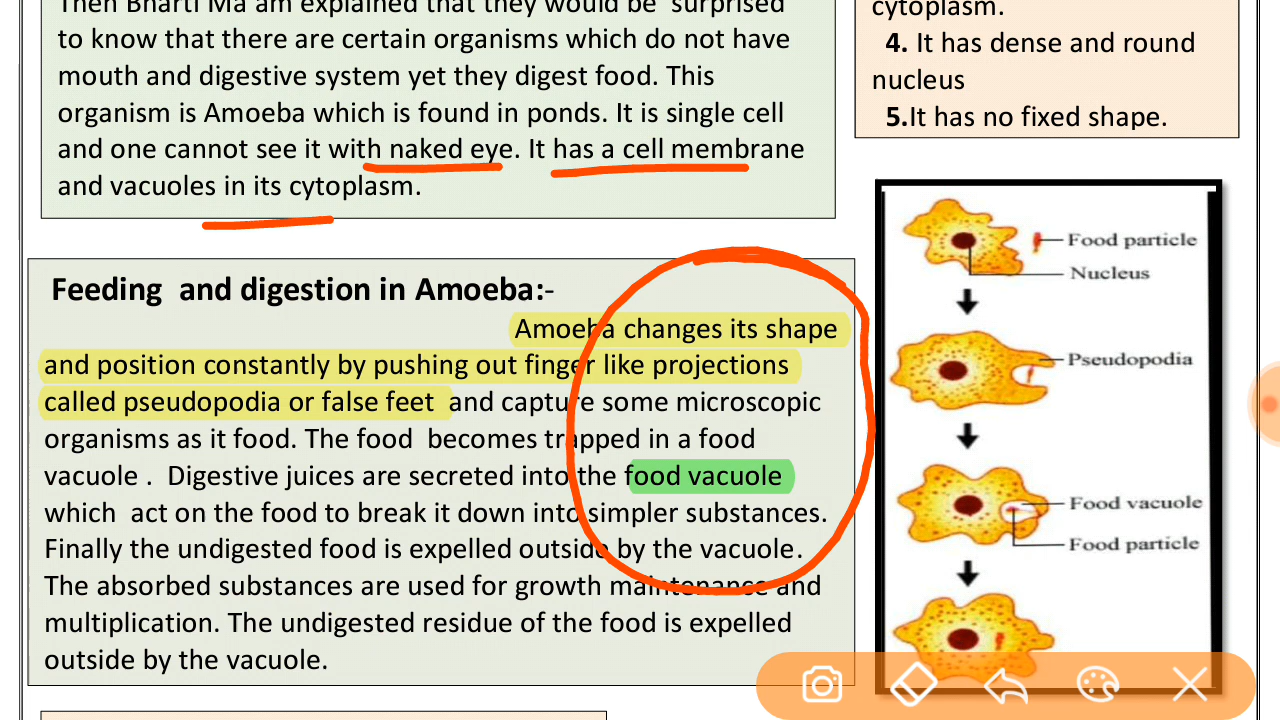 Then Bharti Ma'am explained that they would be surprised
to know that there are certain organisms which do not have
mouth and digestive system yet they digest food. This
organism is Amoeba which is found in ponds. It is single cell
and one cannot see it with naked eye. It has a cell membrane
and vacuoles in its cytoplasm.
cytoplasm.
4. It has dense and round
nucleus
5.It has no fixed shape.
Feeding and digestion in Amoeba:-
Amoeba changes its shape
and position constantly by pushing out finger like projections
called pseudopodia or false feet and capture some microscopic
organisms as it food. The food becomes trapped in a food
vacuole . Digestive juices are secreted into the food vacuole
which act on the food to break it down into simpler substances.
Finally the undigested food is expelled outside by the vacuole.
The absorbed substances are used for growth maintenance and
multiplication. The undigested residue of the food is expelled
outside by the vacuole.
Food particle
Nucleus
Pseudopodia
Food vacuole
Food particle